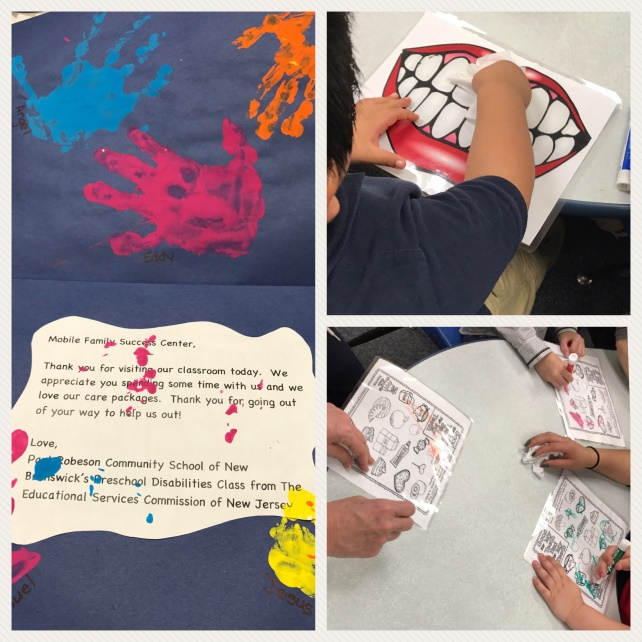 Angel
Eddy
Mobile Family Success Center,
Thank you for visiting our classroom today. We
appreciate you spending some time with us and we
love our care packages. Thank you for going out
of your way to help us out!
Love,
Paul Robeson Community School of New
Brunswick's Preschool Disabilities Class from The
Educational Services Commission of New Jersey
uel
Jesus